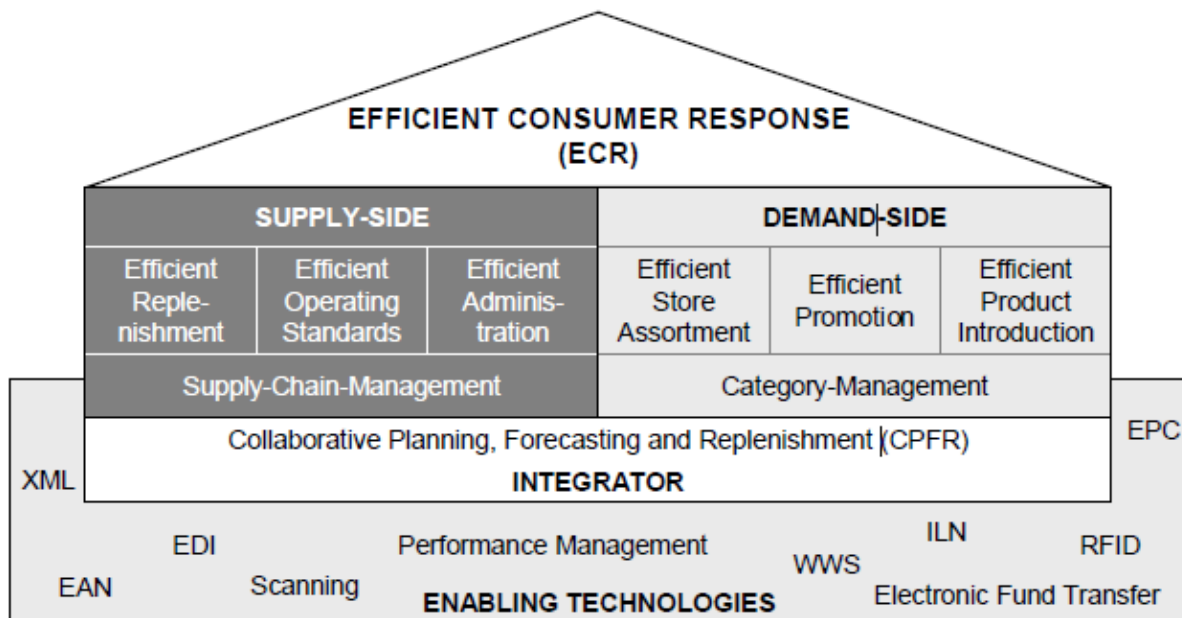 EFFICIENT CONSUMER RESPONSE
(ECR)
SUPPLY-SIDE
DEMAND-SIDE
Efficient
Reple-
nishment
Efficient
Operating
Standards
Efficient
Adminis-
tration
Efficient
Store
Assortment
Efficient
Promotion
Efficient
Product
Introduction
Supply-Chain-Management
Category-Management
Collaborative Planning, Forecasting and Replenishment (CPFR)
INTEGRATOR
XML
EPC
EDI
Performance Management
ILN
RFID
WWS
EAN
Scanning
ENABLING TECHNOLOGIES
Electronic Fund Transfer